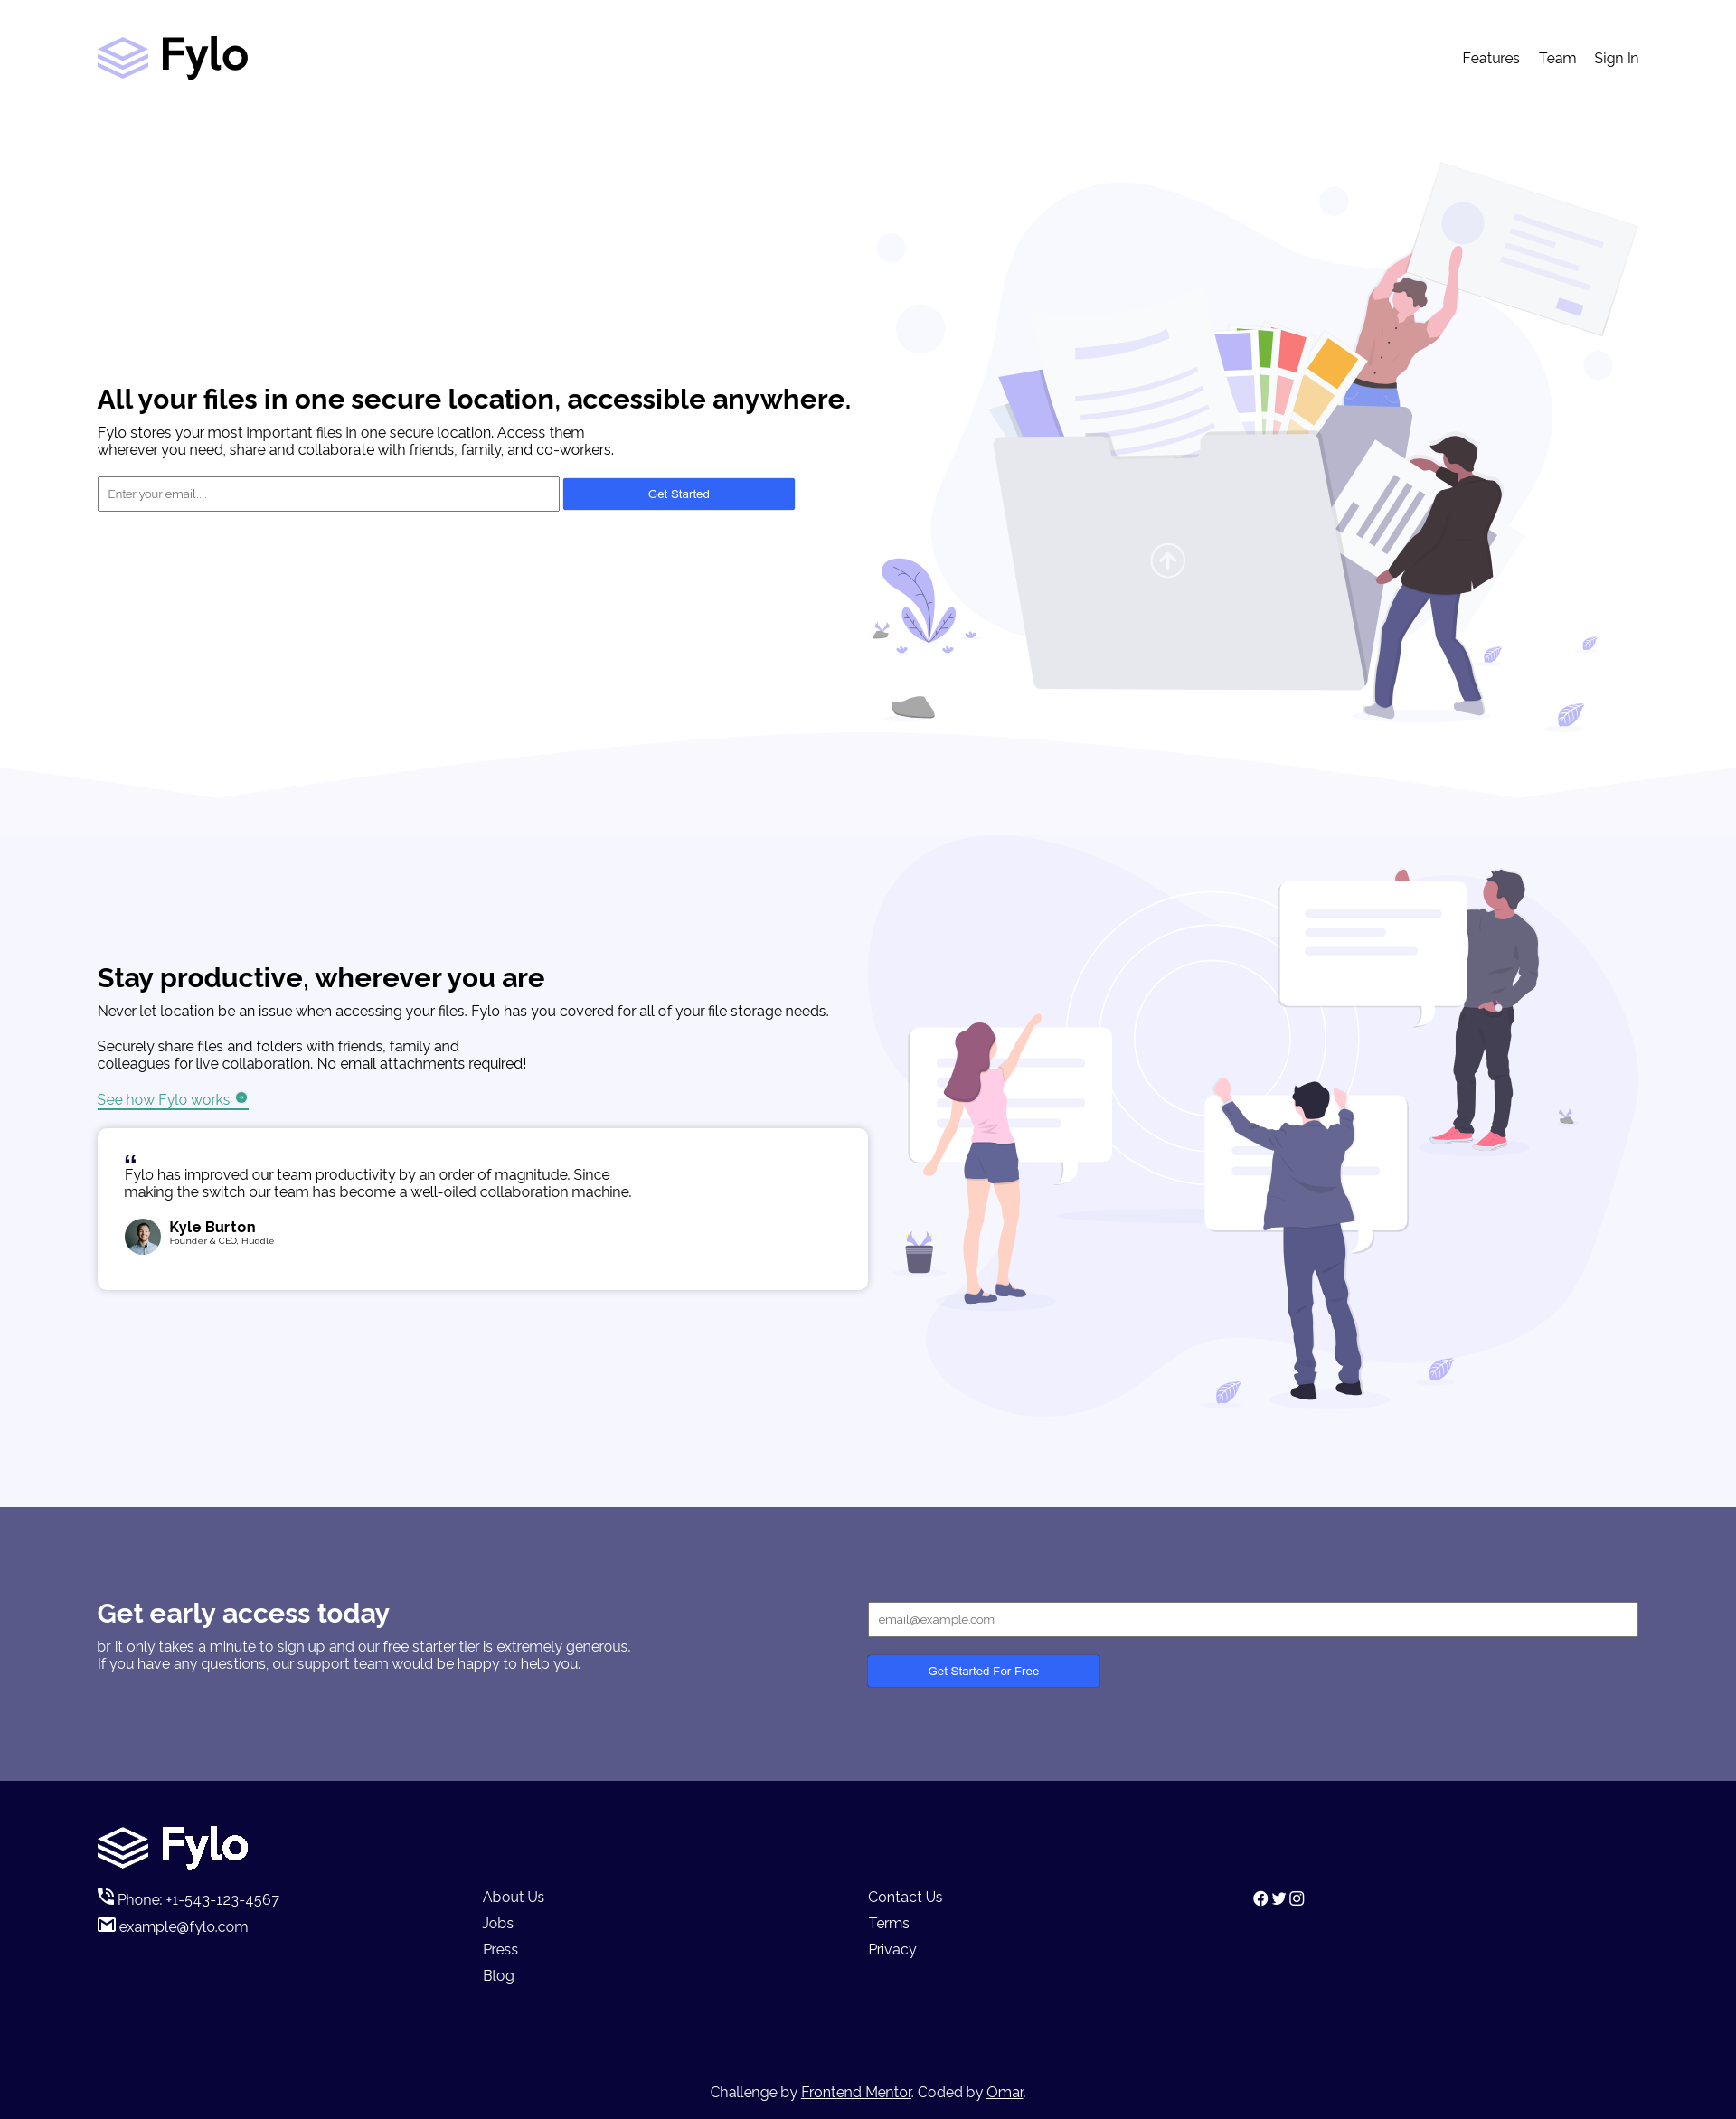 Fylo
Features Team Sign In
All your files in one secure location, accessible anywhere.
Fylo stores your most important files in one secure location. Access them
wherever you need, share and collaborate with friends, family, and co-workers.
Enter your email.... Get Started
Stay productive, wherever you are
Never let location be an issue when accessing your files. Fylo has you covered for all of your file storage needs.
Securely share files and folders with friends, family and
colleagues for live collaboration. No email attachments required!
See how Fylo works
“
Fylo has improved our team productivity by an order of magnitude. Since
making the switch our team has become a well-oiled collaboration machine.
Kyle Burton
Founder & CEO, Huddle
Get early access today
br It only takes a minute to sign up and our free starter tier is extremely generous.
If you have any questions, our support team would be happy to help you.
email@example.com
Get Started For Free
Fylo
Phone: +1-543-123-4567
example@fylo.com
About Us
Jobs
Press
Blog
Contact Us
Terms
Privacy
Challenge by Frontend Mentor. Coded by Omar.